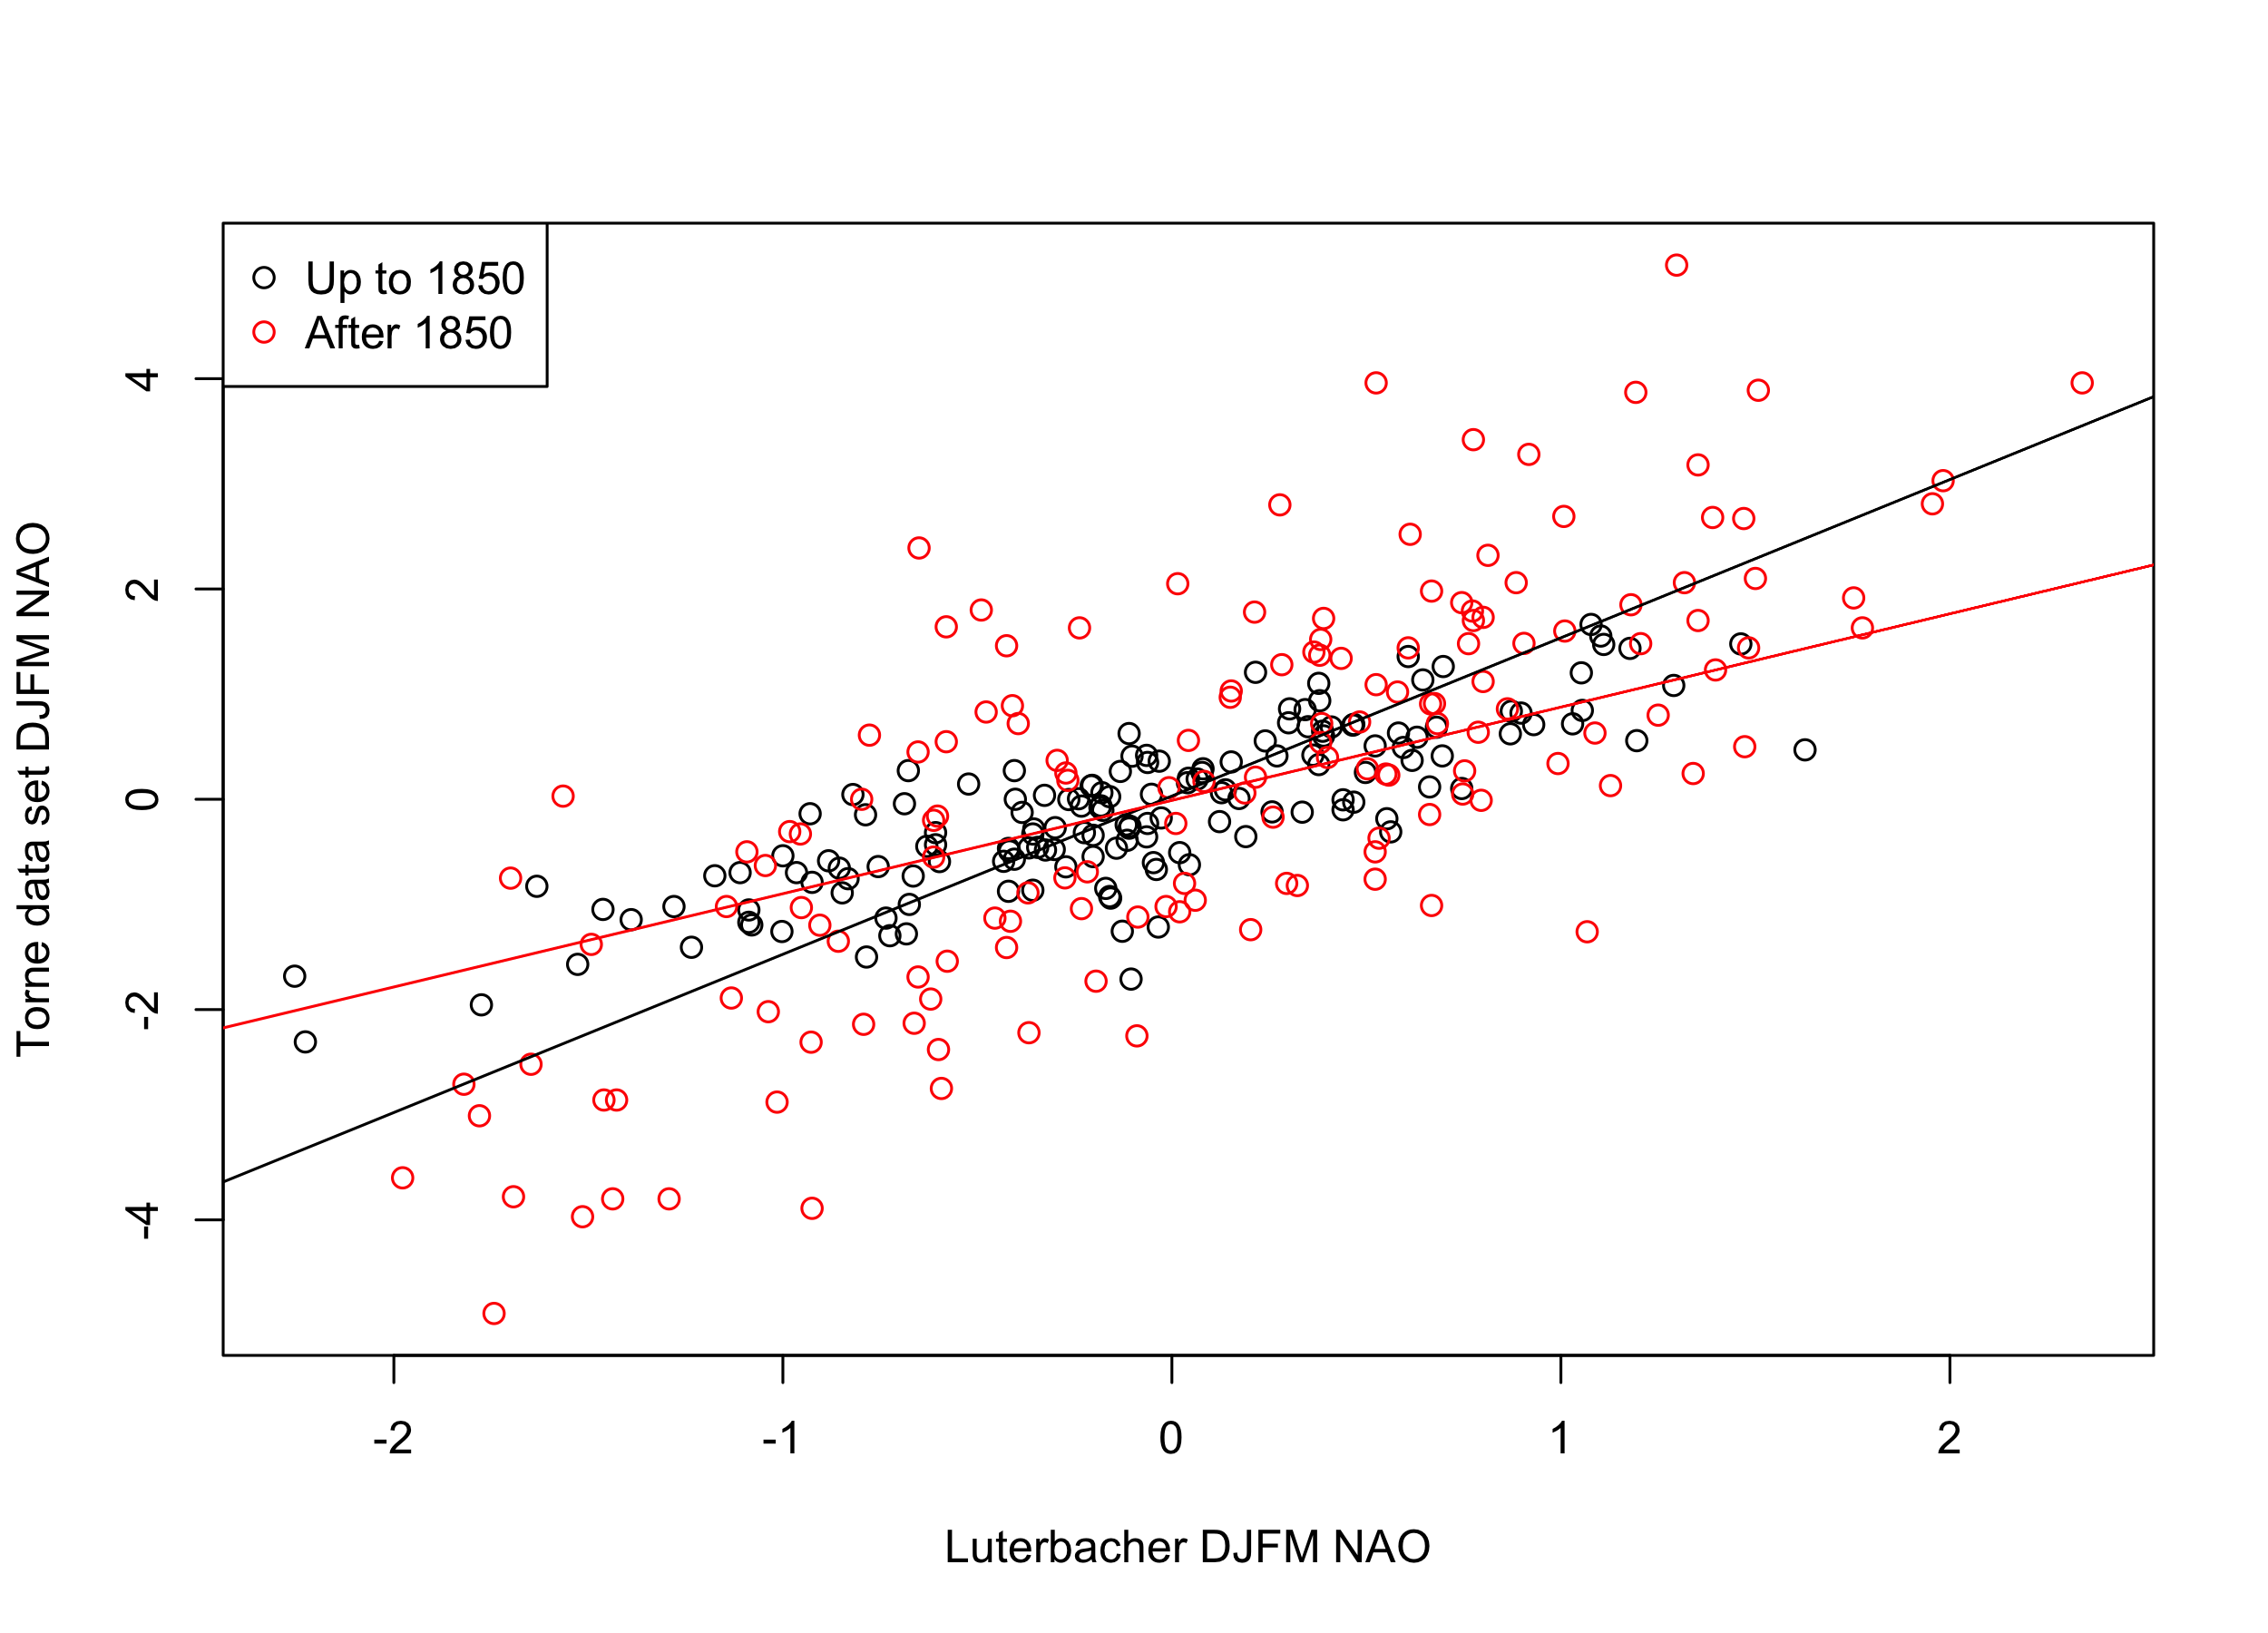 Up to 1850
After 1850
Torne data set DJFM NAO
4
2
0
-2
-4
-2
-1
0
1
2
Luterbacher DJFM NAO